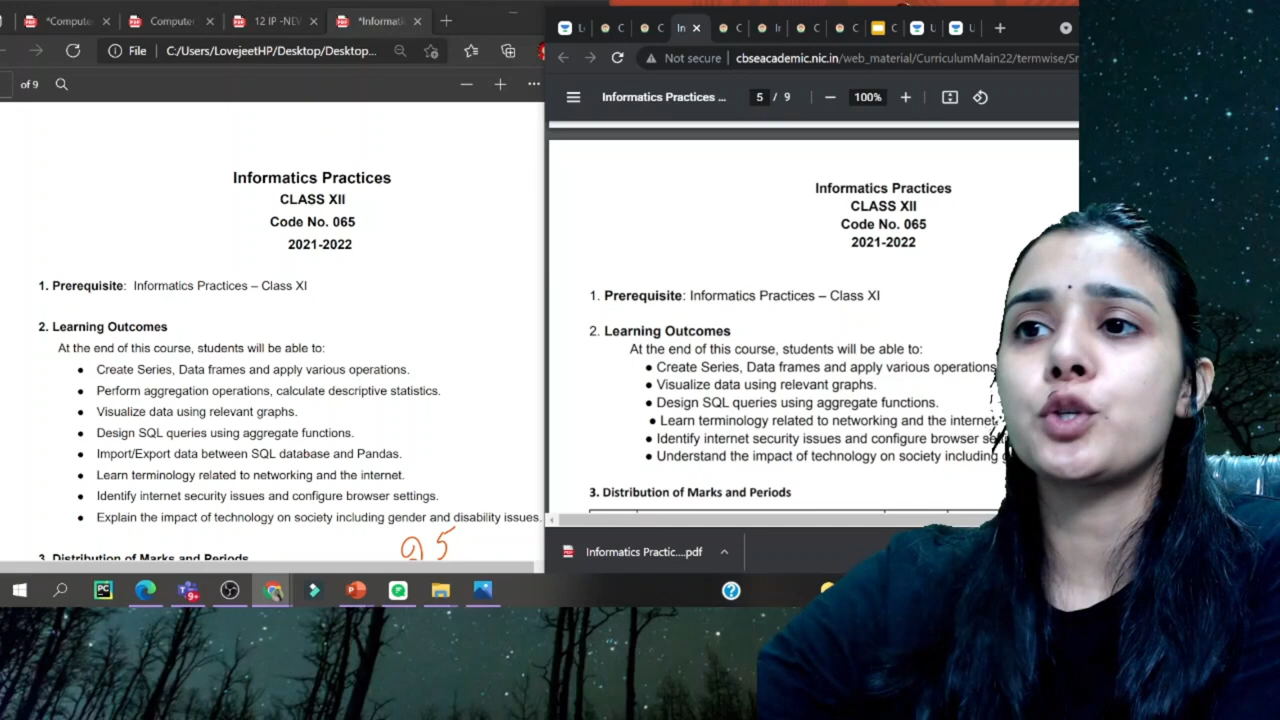 *Compute
Computer
12 IP -NEV
*Informati
File
C:/Users/LovejeetHP/Desktop/Desktop...
of 9
Informatics Practices
CLASS XII
Code No. 065
2021-2022
1. Prerequisite: Informatics Practices – Class XI
2. Learning Outcomes
At the end of this course, students will be able to:
● Create Series, Data frames and apply various operations.
● Perform aggregation operations, calculate descriptive statistics.
● Visualize data using relevant graphs.
● Design SQL queries using aggregate functions.
● Import/Export data between SQL database and Pandas.
● Learn terminology related to networking and the internet.
● Identify internet security issues and configure browser settings.
● Explain the impact of technology on society including gender and disability issues.
3. Distribution of Marks and Periods
In
Not secure
cbseacademic.nic.in/web_material/CurriculumMain22/termwise/Sr
Informatics Practices ...
5 / 9
100%
Informatics Practices
CLASS XII
Code No. 065
2021-2022
1. Prerequisite: Informatics Practices – Class XI
2. Learning Outcomes
At the end of this course, students will be able to:
● Create Series, Data frames and apply various operations
● Visualize data using relevant graphs.
● Design SQL queries using aggregate functions.
● Learn terminology related to networking and the internet
● Identify internet security issues and configure browser
● Understand the impact of technology on society including
3. Distribution of Marks and Periods
Informatics Practic....pdf
PC
9+